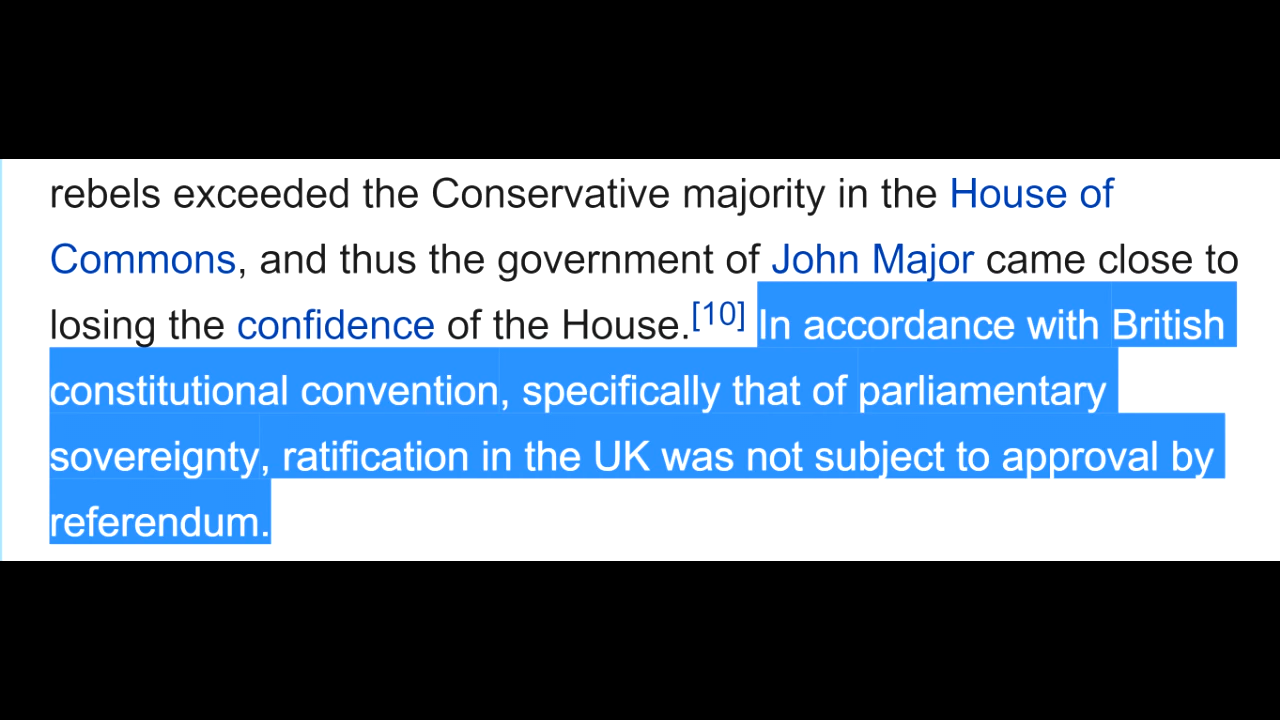 rebels exceeded the Conservative majority in the House of
Commons, and thus the government of John Major came close to
losing the confidence of the House.[10] In accordance with British
constitutional convention, specifically that of parliamentary
sovereignty, ratification in the UK was not subject to approval by
referendum.